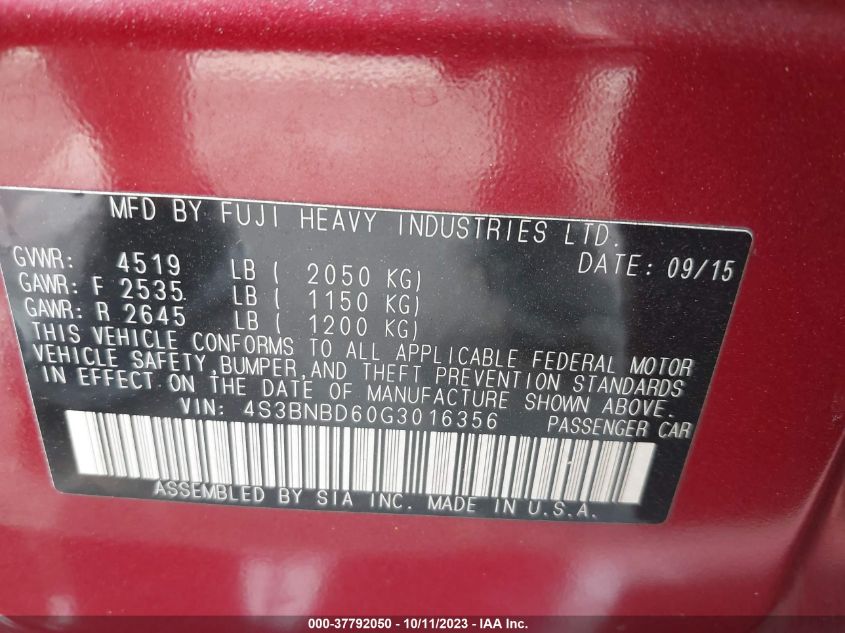 MFD BY FUJI HEAVY INDUSTRIES LTD.
GVWR: 4519 LB ( 2050 KG) DATE: 09/15
GAWR: F 2535 LB ( 1150 KG)
GAWR: R 2645 LB ( 1200 KG)
THIS VEHICLE CONFORMS TO ALL APPLICABLE FEDERAL MOTOR
VEHICLE SAFETY,BUMPER,AND THEFT PREVENTION STANDARDS
IN EFFECT ON THE DATE OF MANUFACTURE SHOWN ABOVE.
VIN: 4S3BNBD60G3016356 PASSENGER CAR
ASSEMBLED BY SIA INC. MADE IN U.S.A.
000-37792050 - 10/11/2023 - IAA Inc.